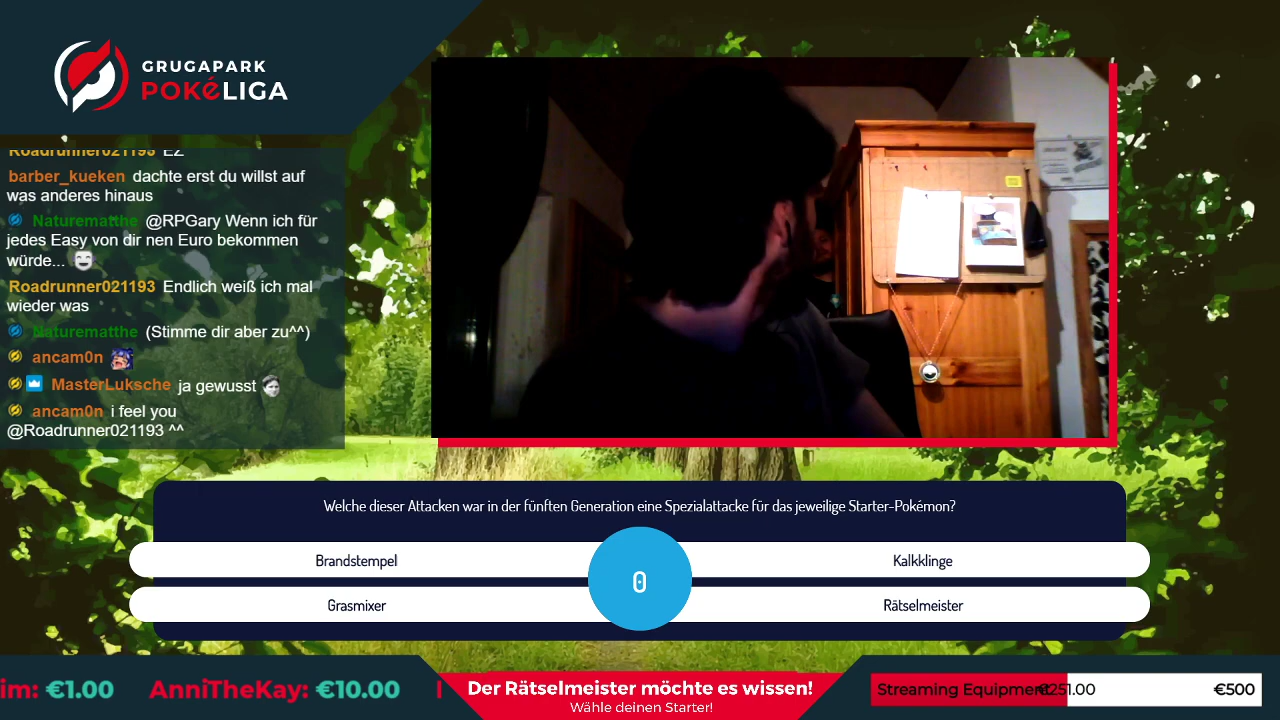 GRUGAPARK
POKéLIGA
Roadrunner021193 EZ
barber_kueken dachte erst du willst auf
was anderes hinaus
Naturematthe @RPGary Wenn ich für
jedes Easy von dir nen Euro bekommen
würde...
Roadrunner021193 Endlich weiß ich mal
wieder was
Naturematthe (Stimme dir aber zu^^)
ancam0n
MasterLuksche ja gewusst
ancam0n i feel you
@Roadrunner021193 ^^
Welche dieser Attacken war in der fünften Generation eine Spezialattacke für das jeweilige Starter-Pokémon?
Brandstempel
Kalkklinge
0
Grasmixer
Rätselmeister
im: €1.00 AnniTheKay: €10.00
Der Rätselmeister möchte es wissen!
Wähle deinen Starter!
Streaming Equipment €251.00 €500